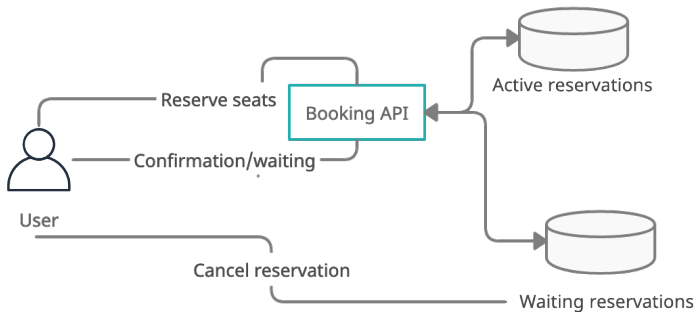 Active reservations
Reserve seats
Booking API
Confirmation/waiting
User
Cancel reservation
Waiting reservations